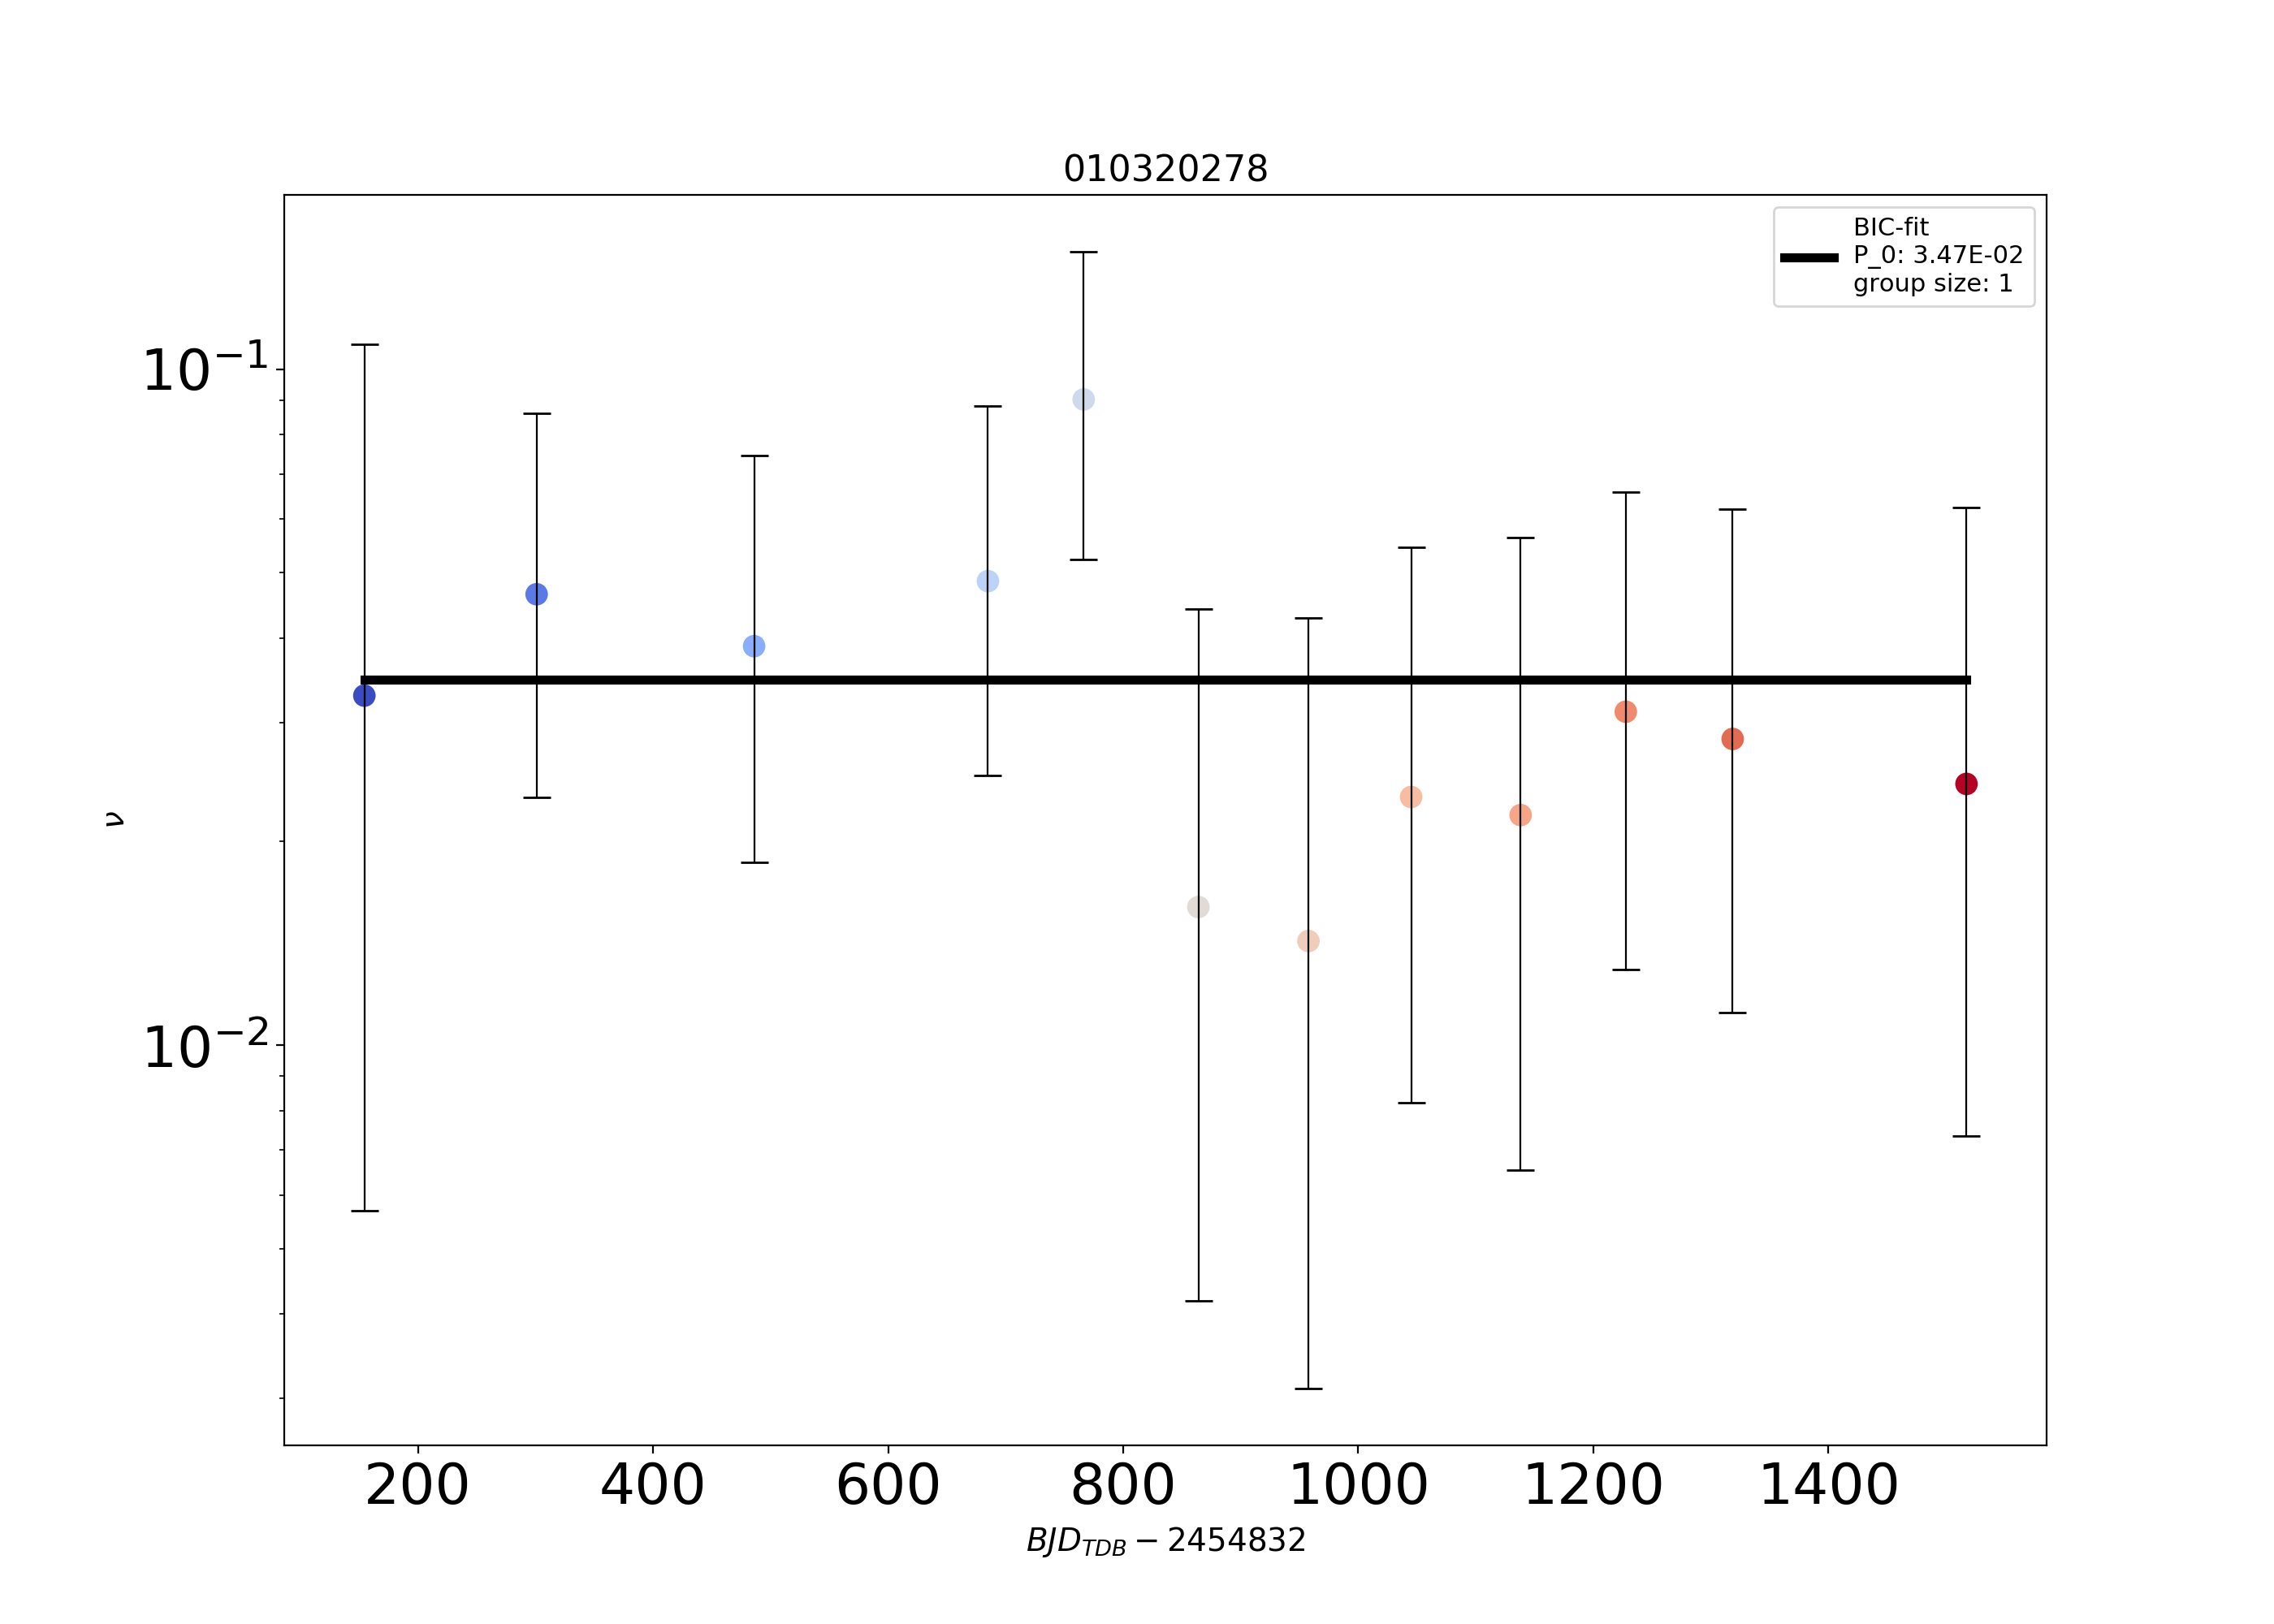 010320278
BIC-fit
P_0: 3.47E-02
group size: 1
10⁻¹
10⁻²
ν
200 400 600 800 1000 1200 1400
BJD_TDB − 2454832